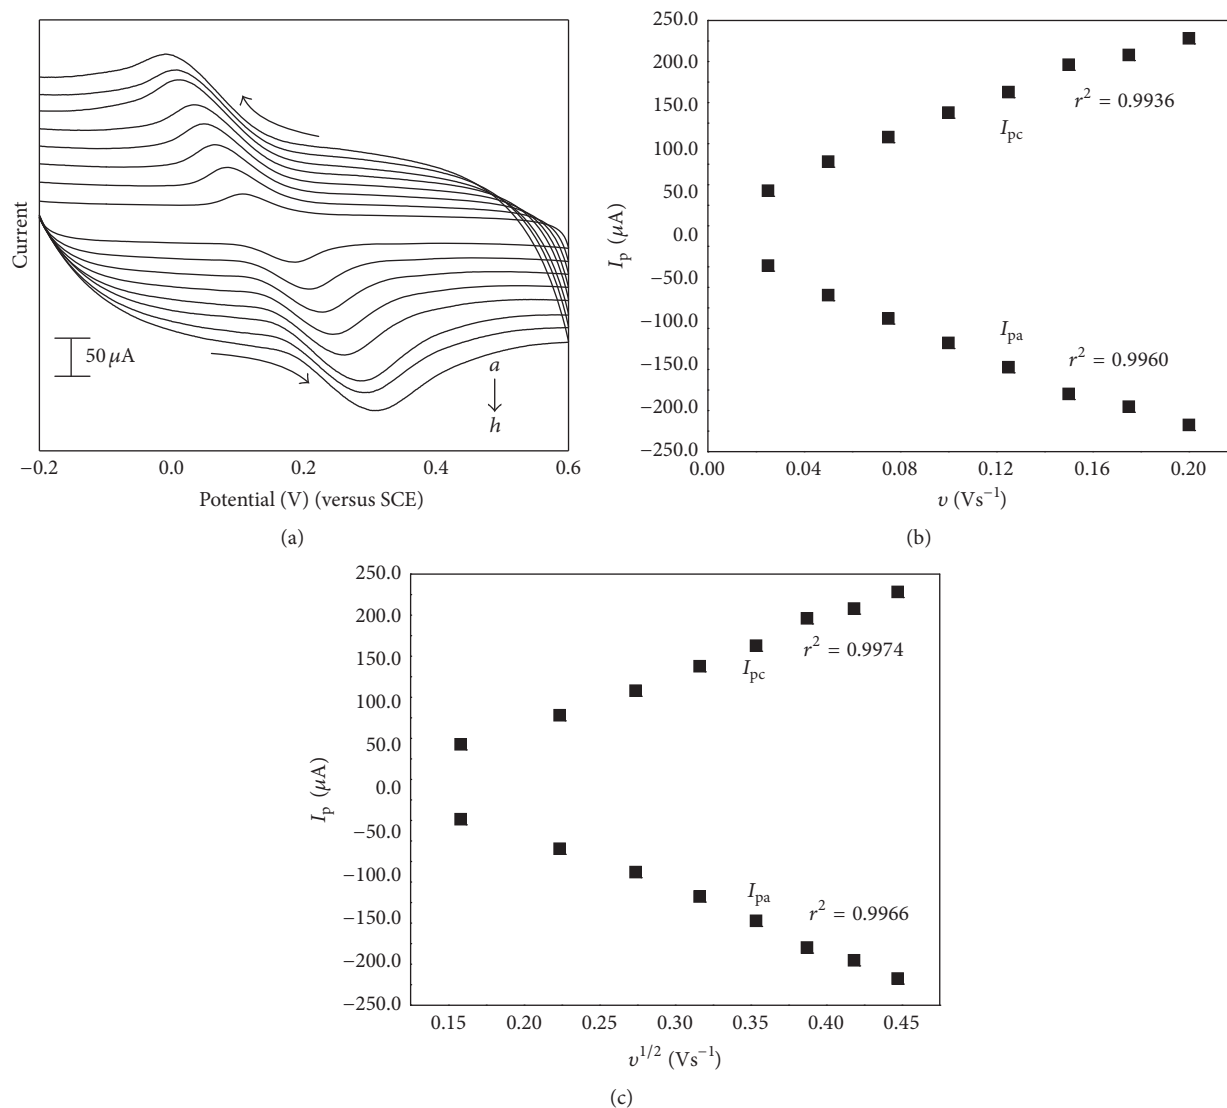 Current
50 μA
a
h
−0.2
0.0
0.2
0.4
0.6
Potential (V) (versus SCE)
(a)
250.0
200.0
150.0
100.0
50.0
0.0
−50.0
−100.0
−150.0
−200.0
−250.0
I_p (μA)
r² = 0.9936
I_pc
I_pa
r² = 0.9960
0.00
0.04
0.08
0.12
0.16
0.20
υ (Vs⁻¹)
(b)
250.0
200.0
150.0
100.0
50.0
0.0
−50.0
−100.0
−150.0
−200.0
−250.0
I_p (μA)
r² = 0.9974
I_pc
I_pa
r² = 0.9966
0.15
0.20
0.25
0.30
0.35
0.40
0.45
υ^1/2 (Vs⁻¹)
(c)